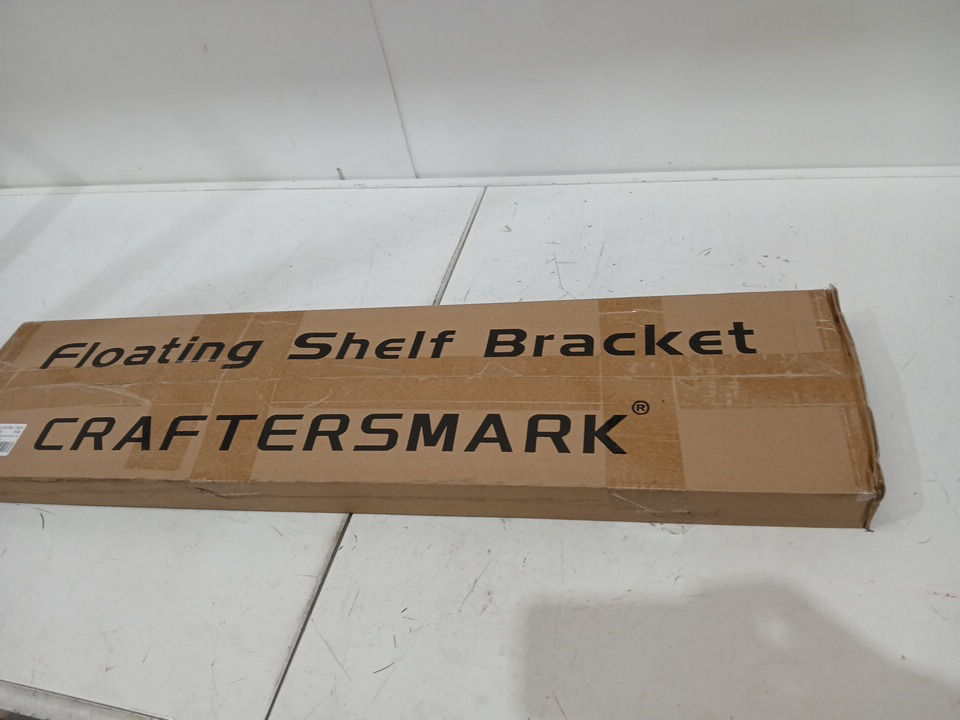 Floating Shelf Bracket
CRAFTERSMARK®